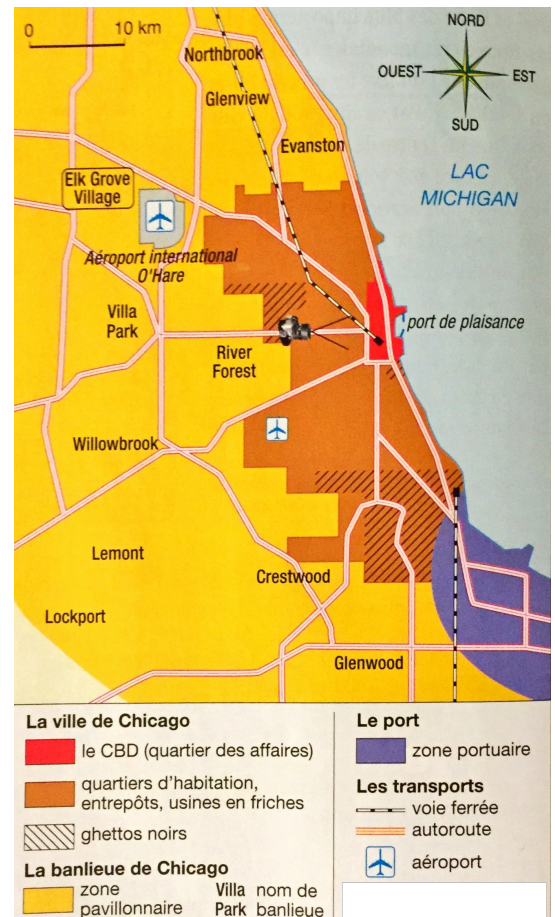 0 10 km
NORD
OUEST
EST
SUD
Northbrook
Glenview
Evanston
LAC
MICHIGAN
Elk Grove
Village
Aéroport international
O'Hare
Villa
Park
port de plaisance
River
Forest
Willowbrook
Lemont
Crestwood
Lockport
Glenwood
La ville de Chicago
le CBD (quartier des affaires)
quartiers d'habitation,
entrepôts, usines en friches
ghettos noirs
La banlieue de Chicago
zone
pavillonnaire
Villa
Park
nom de
banlieue
Le port
zone portuaire
Les transports
voie ferrée
autoroute
aéroport